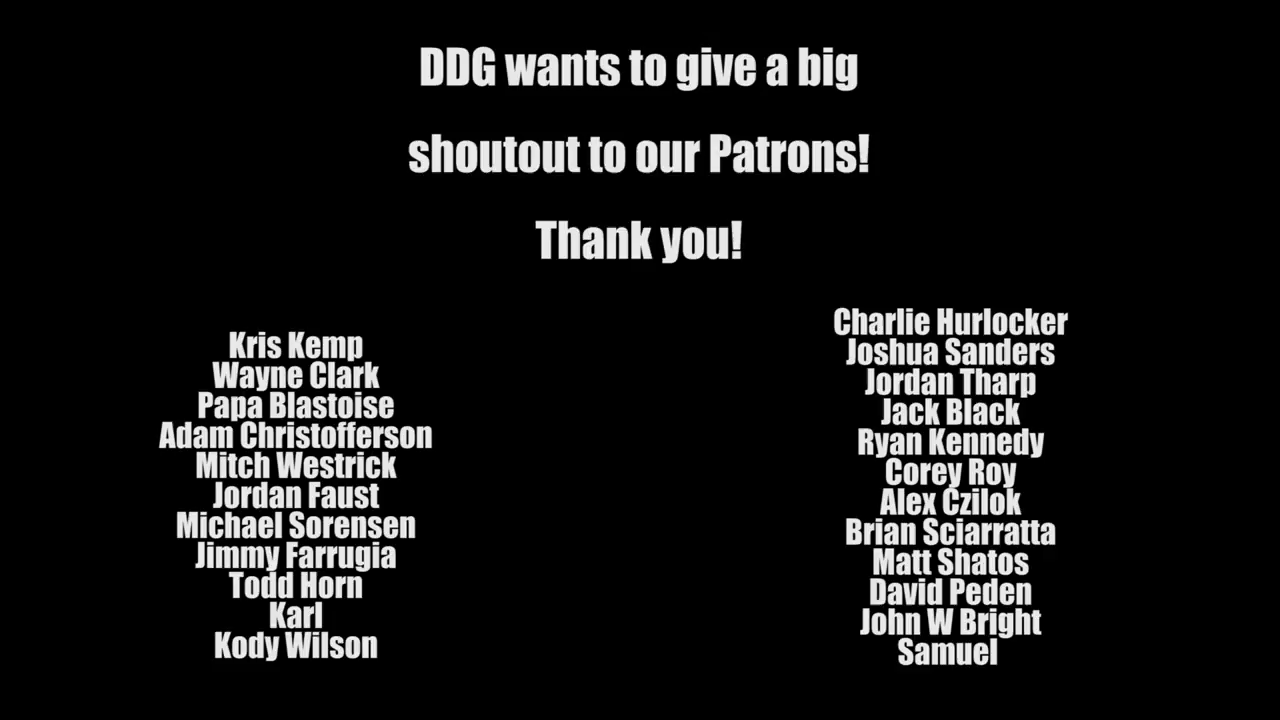 DDG wants to give a big
shoutout to our Patrons!
Thank you!
Kris Kemp
Wayne Clark
Papa Blastoise
Adam Christofferson
Mitch Westrick
Jordan Faust
Michael Sorensen
Jimmy Farrugia
Todd Horn
Karl
Kody Wilson
Charlie Hurlocker
Joshua Sanders
Jordan Tharp
Jack Black
Ryan Kennedy
Corey Roy
Alex Czilok
Brian Sciarratta
Matt Shatos
David Peden
John W Bright
Samuel